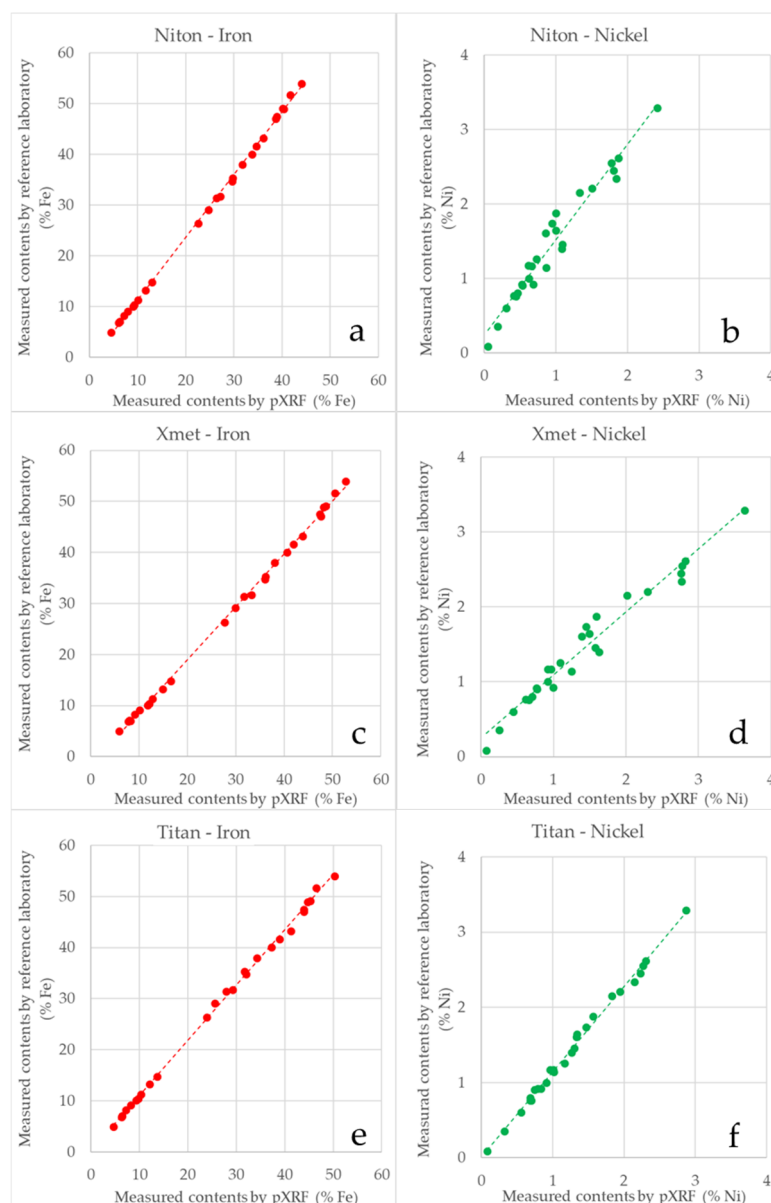 Niton - Iron
Measured contents by reference laboratory
(% Fe)
60
50
40
30
20
10
0
0 10 20 30 40 50 60
Measured contents by pXRF (% Fe)
a
Niton - Nickel
Measurad contents by reference laboratory
(% Ni)
4
3
2
1
0
0 1 2 3 4
Measured contents by pXRF (% Ni)
b
Xmet - Iron
Measured contents by reference laboratory
(% Fe)
60
50
40
30
20
10
0
0 10 20 30 40 50 60
Measured contents by pXRF (% Fe)
c
Xmet - Nickel
Measurad contents by reference laboratory
(% Ni)
4
3
2
1
0
0 1 2 3 4
Measured contents by pXRF (% Ni)
d
Titan - Iron
Measured contents by reference laboratory
(% Fe)
60
50
40
30
20
10
0
0 10 20 30 40 50 60
Measured contents by pXRF (% Fe)
e
Titan - Nickel
Measurad contents by reference laboratory
(% Ni)
4
3
2
1
0
0 1 2 3 4
Measured contents by pXRF (% Ni)
f